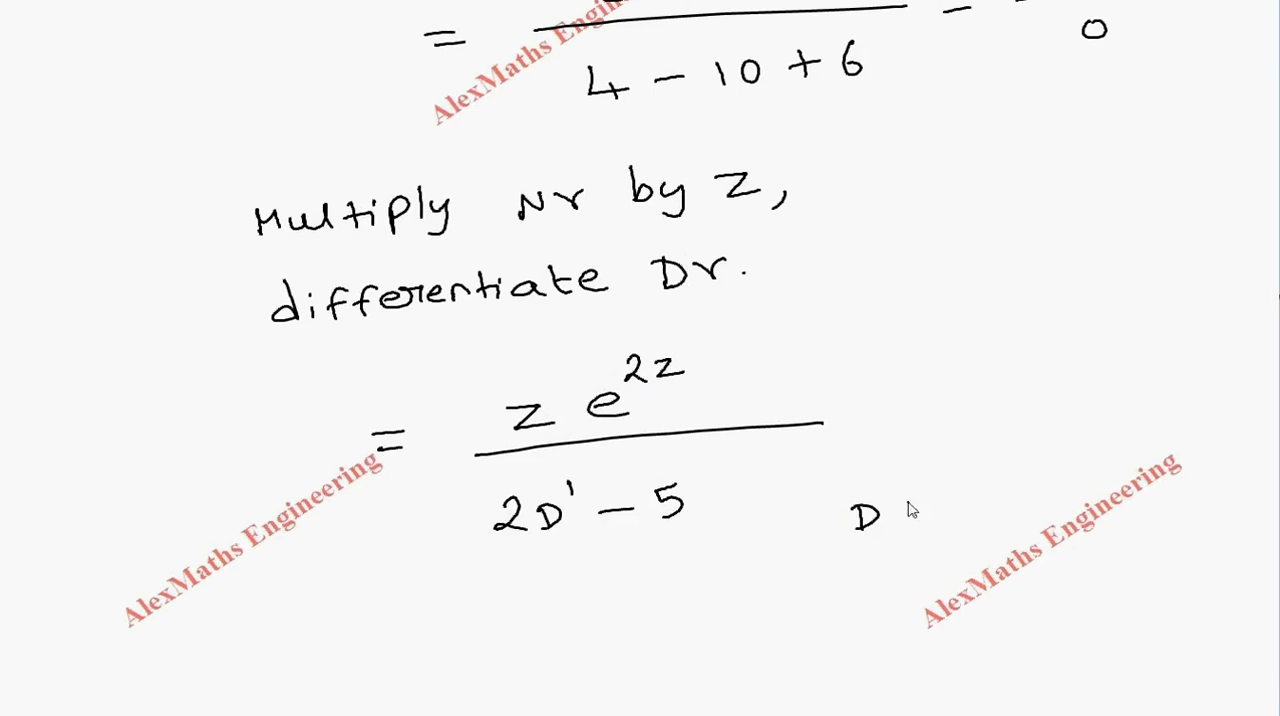 =
4 - 10 + 6
0
Multiply Nr by z,
differentiate Dr.
= z e^{2z}
2D' - 5
D
AlexMaths Engineering
AlexMaths Engineering
AlexMaths Engineering